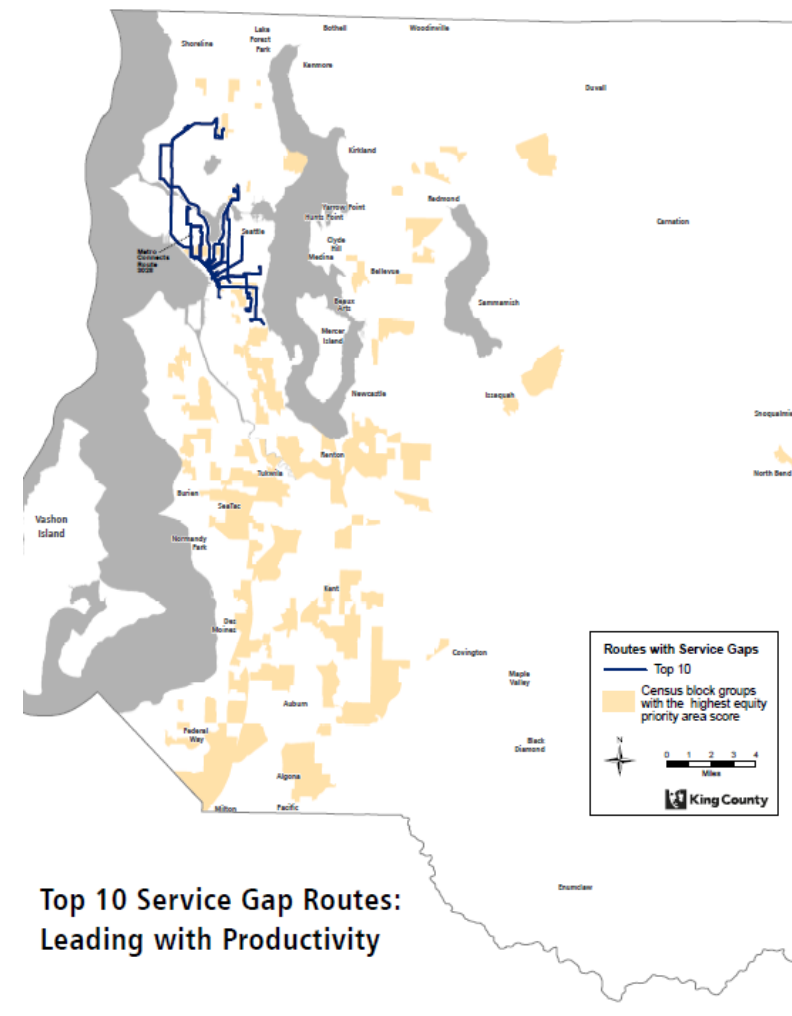 Lake
Forest
Park
Bothell
Woodinville
Shoreline
Kenmore
Duvall
Kirkland
Redmond
Yarrow Point
Hunts Point
Carnation
Seattle
Clyde
Hill
Medina
Metro
Connects
Route
Bellevue
Beaux
Arts
Sammamish
Mercer
Island
Newcastle
Issaquah
Snoqualmie
Renton
Tukwila
North Bend
Burien
SeaTac
Vashon
Island
Normandy
Park
Kent
Des
Moines
Covington
Maple
Valley
Auburn
Federal
Way
Black
Diamond
Algona
Milton
Pacific
Enumclaw
Routes with Service Gaps
Top 10
Census block groups
with the highest equity
priority area score
N
0 1 2 3 4
Miles
King County
Top 10 Service Gap Routes:
Leading with Productivity